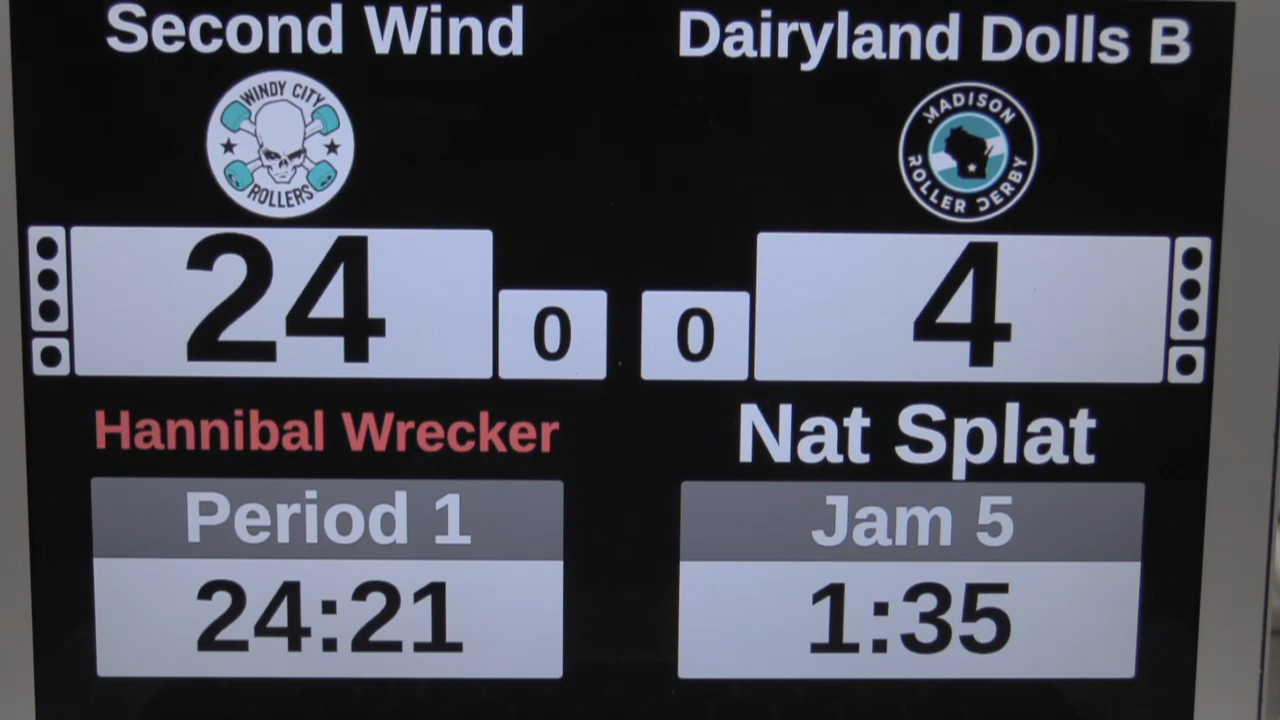 Second Wind
Dairyland Dolls B
WINDY CITY
ROLLERS
MADISON
ROLLER DERBY
24
0
0
4
Hannibal Wrecker
Nat Splat
Period 1
Jam 5
24:21
1:35